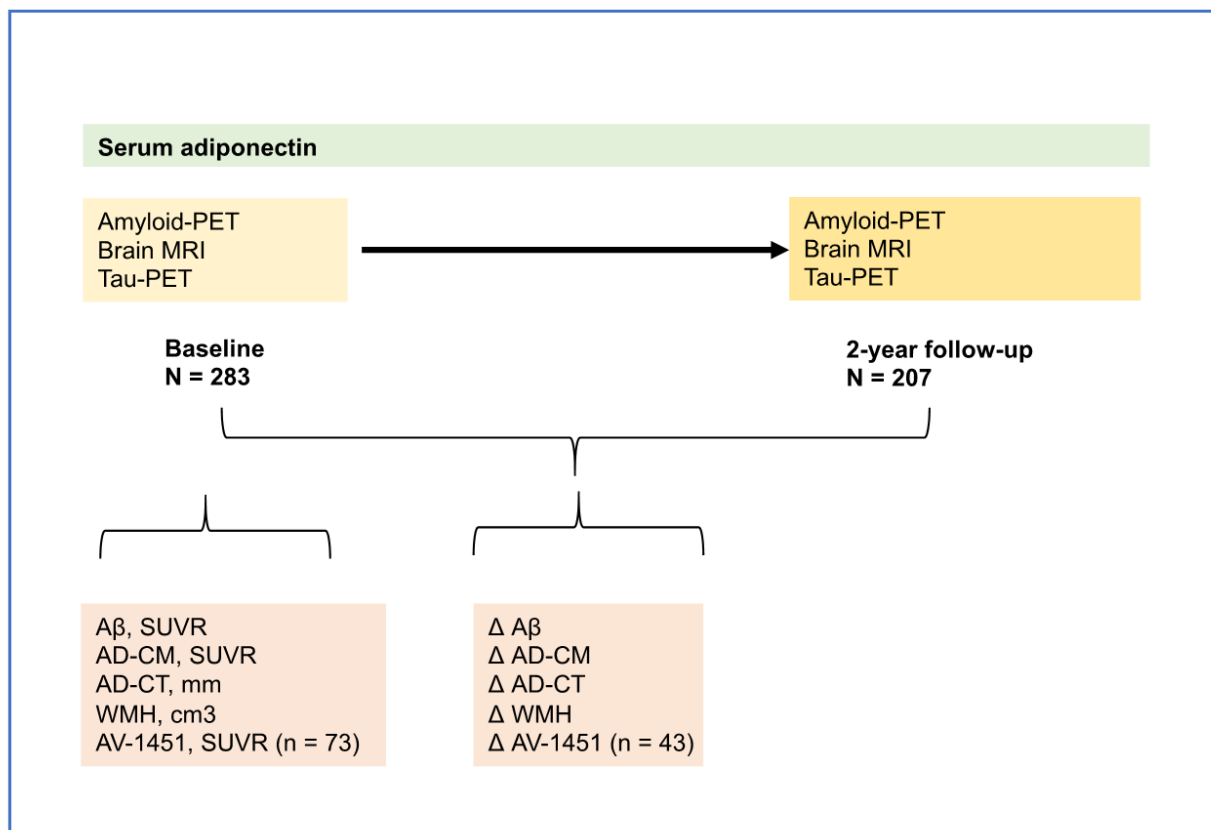 Serum adiponectin
Amyloid-PET
Brain MRI
Tau-PET
Amyloid-PET
Brain MRI
Tau-PET
Baseline
N = 283
2-year follow-up
N = 207
Aβ, SUVR
AD-CM, SUVR
AD-CT, mm
WMH, cm3
AV-1451, SUVR (n = 73)
Δ Aβ
Δ AD-CM
Δ AD-CT
Δ WMH
Δ AV-1451 (n = 43)